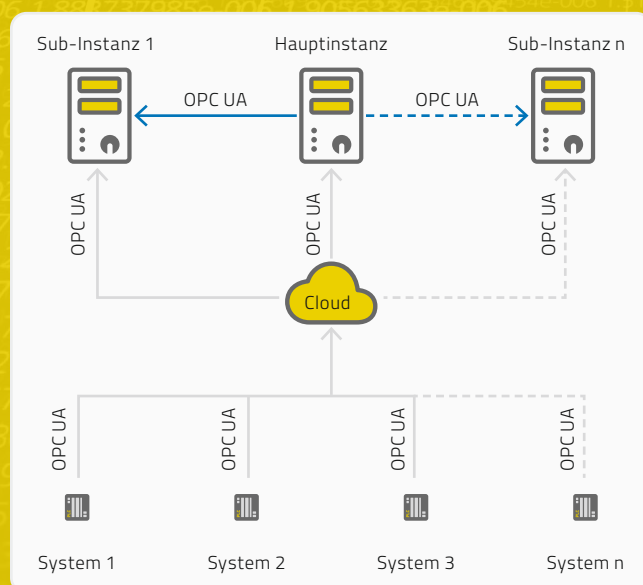 Sub-Instanz 1
Hauptinstanz
Sub-Instanz n
OPC UA
OPC UA
OPC UA
OPC UA
OPC UA
Cloud
OPC UA
OPC UA
OPC UA
OPC UA
System 1
System 2
System 3
System n